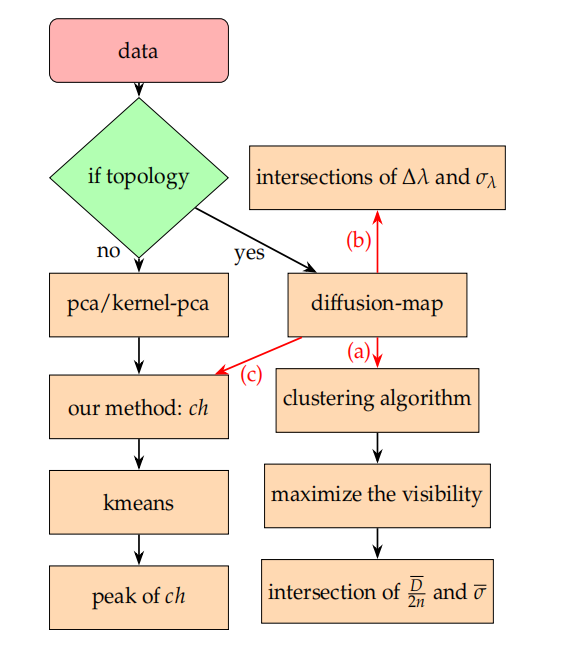 data
if topology
intersections of Δλ and σ_λ
(b)
no
yes
pca/kernel-pca
diffusion-map
(a)
(c)
our method: ch
clustering algorithm
kmeans
maximize the visibility
peak of ch
intersection of D̅/2n and σ̅